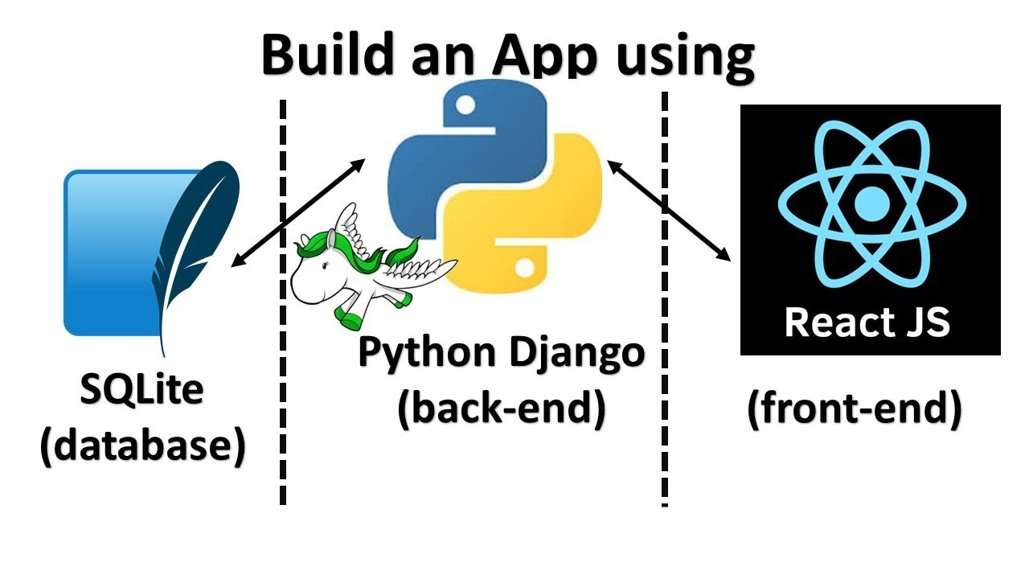 Build an App using
SQLite
(database)
Python Django
(back-end)
React JS
(front-end)